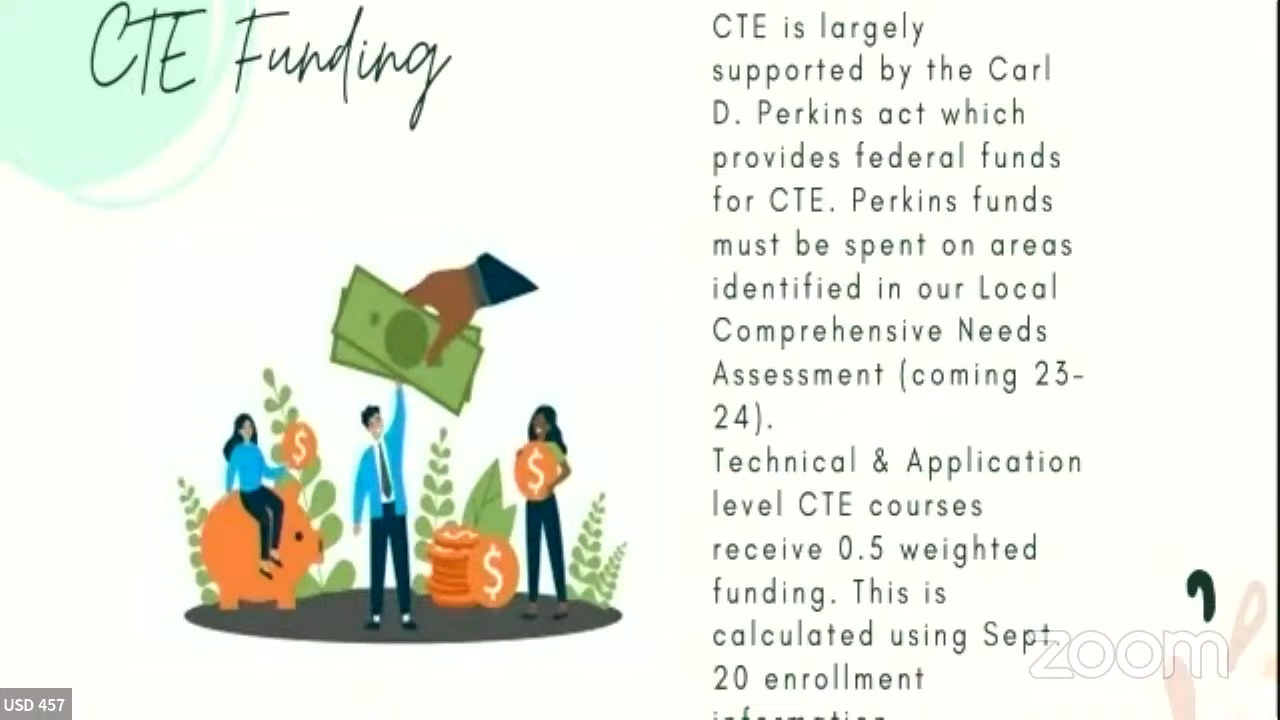 CTE Funding
CTE is largely
supported by the Carl
D. Perkins act which
provides federal funds
for CTE. Perkins funds
must be spent on areas
identified in our Local
Comprehensive Needs
Assessment (coming 23-
24).
Technical & Application
level CTE courses
receive 0.5 weighted
funding. This is
calculated using Sept.
20 enrollment
information
$
$
$
zoom
USD 457